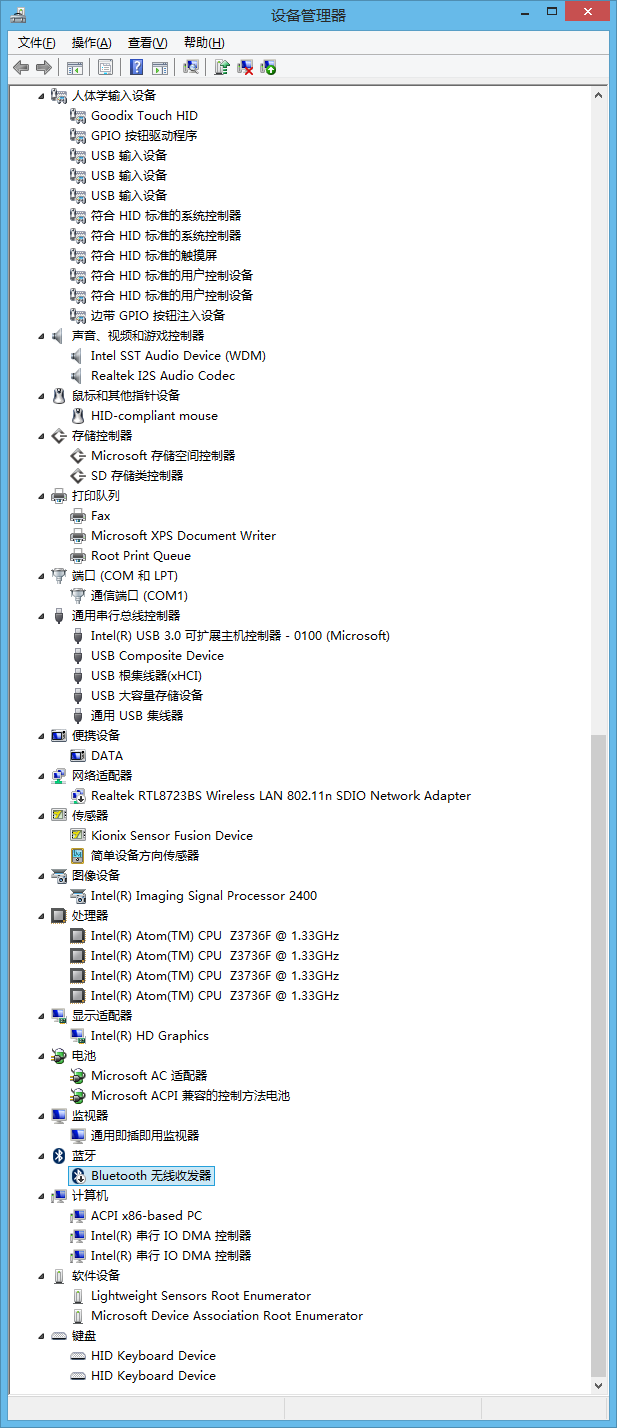 设备管理器
文件(F) 操作(A) 查看(V) 帮助(H)
人体学输入设备
Goodix Touch HID
GPIO 按钮驱动程序
USB 输入设备
USB 输入设备
USB 输入设备
符合 HID 标准的系统控制器
符合 HID 标准的系统控制器
符合 HID 标准的触摸屏
符合 HID 标准的用户控制设备
符合 HID 标准的用户控制设备
边带 GPIO 按钮注入设备
声音、视频和游戏控制器
Intel SST Audio Device (WDM)
Realtek I2S Audio Codec
鼠标和其他指针设备
HID-compliant mouse
存储控制器
Microsoft 存储空间控制器
SD 存储类控制器
打印队列
Fax
Microsoft XPS Document Writer
Root Print Queue
端口 (COM 和 LPT)
通信端口 (COM1)
通用串行总线控制器
Intel(R) USB 3.0 可扩展主机控制器 - 0100 (Microsoft)
USB Composite Device
USB 根集线器(xHCI)
USB 大容量存储设备
通用 USB 集线器
便携设备
DATA
网络适配器
Realtek RTL8723BS Wireless LAN 802.11n SDIO Network Adapter
传感器
Kionix Sensor Fusion Device
简单设备方向传感器
图像设备
Intel(R) Imaging Signal Processor 2400
处理器
Intel(R) Atom(TM) CPU  Z3736F @ 1.33GHz
Intel(R) Atom(TM) CPU  Z3736F @ 1.33GHz
Intel(R) Atom(TM) CPU  Z3736F @ 1.33GHz
Intel(R) Atom(TM) CPU  Z3736F @ 1.33GHz
显示适配器
Intel(R) HD Graphics
电池
Microsoft AC 适配器
Microsoft ACPI 兼容的控制方法电池
监视器
通用即插即用监视器
蓝牙
Bluetooth 无线收发器
计算机
ACPI x86-based PC
Intel(R) 串行 IO DMA 控制器
Intel(R) 串行 IO DMA 控制器
软件设备
Lightweight Sensors Root Enumerator
Microsoft Device Association Root Enumerator
键盘
HID Keyboard Device
HID Keyboard Device